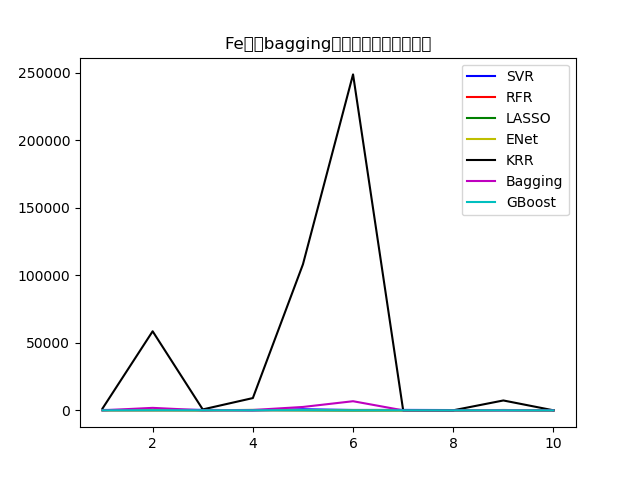 Fe bagging
250000
200000
150000
100000
50000
0
2
4
6
8
10
SVR
RFR
LASSO
ENet
KRR
Bagging
GBoost